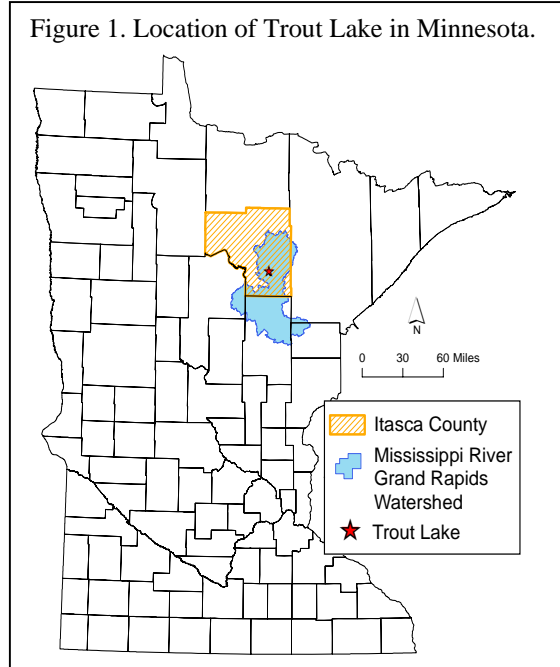 Figure 1. Location of Trout Lake in Minnesota.
N
0 30 60 Miles
Itasca County
Mississippi River
Grand Rapids
Watershed
Trout Lake